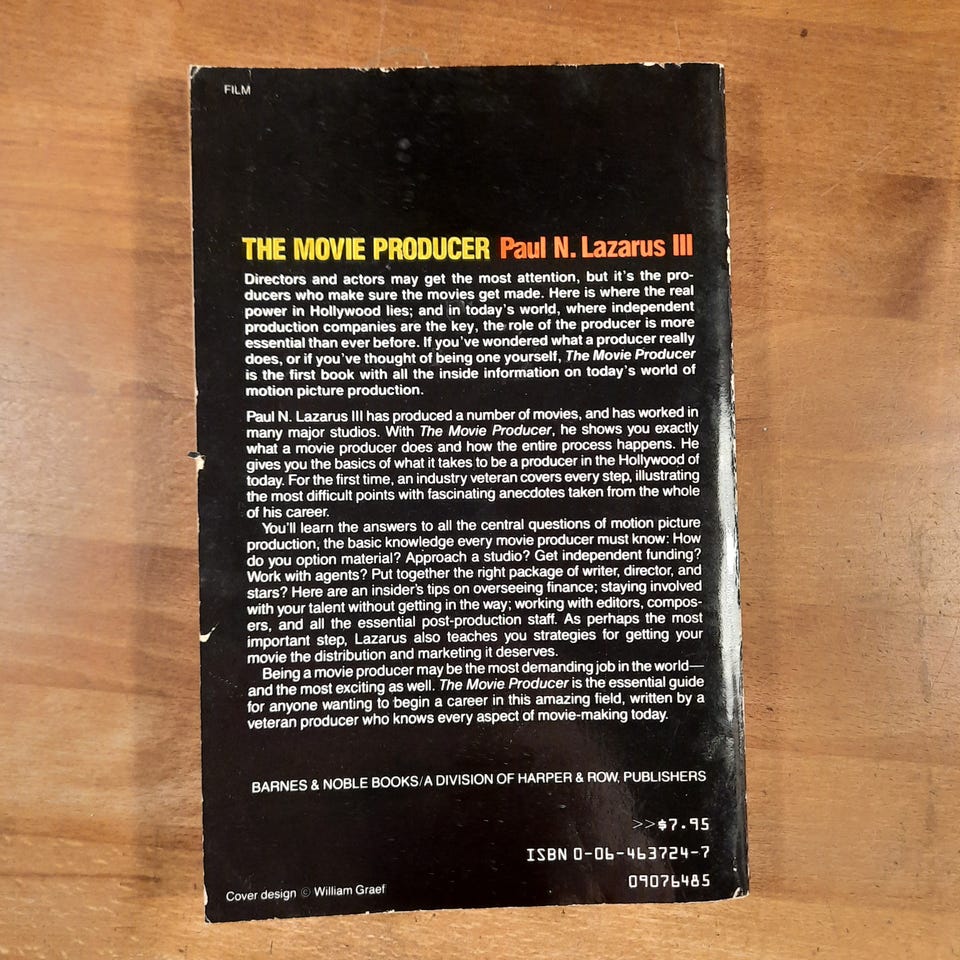 FILM
THE MOVIE PRODUCER Paul N. Lazarus III
Directors and actors may get the most attention, but it's the pro-
ducers who make sure the movies get made. Here is where the real
power in Hollywood lies; and in today's world, where independent
production companies are the key, the role of the producer is more
essential than ever before. If you've wondered what a producer really
does, or if you've thought of being one yourself, The Movie Producer
is the first book with all the inside information on today's world of
motion picture production.
Paul N. Lazarus III has produced a number of movies, and has worked in
many major studios. With The Movie Producer, he shows you exactly
what a movie producer does and how the entire process happens. He
gives you the basics of what it takes to be a producer in the Hollywood of
today. For the first time, an industry veteran covers every step, illustrating
the most difficult points with fascinating anecdotes taken from the whole
of his career.
You'll learn the answers to all the central questions of motion picture
production, the basic knowledge every movie producer must know: How
do you option material? Approach a studio? Get independent funding?
Work with agents? Put together the right package of writer, director, and
stars? Here are an insider's tips on overseeing finance; staying involved
with your talent without getting in the way; working with editors, compos-
ers, and all the essential post-production staff. As perhaps the most
important step, Lazarus also teaches you strategies for getting your
movie the distribution and marketing it deserves.
Being a movie producer may be the most demanding job in the world—
and the most exciting as well. The Movie Producer is the essential guide
for anyone wanting to begin a career in this amazing field, written by a
veteran producer who knows every aspect of movie-making today.
BARNES & NOBLE BOOKS/A DIVISION OF HARPER & ROW, PUBLISHERS
>>$7.95
ISBN 0-06-463724-7
09076485
Cover design © William Graef